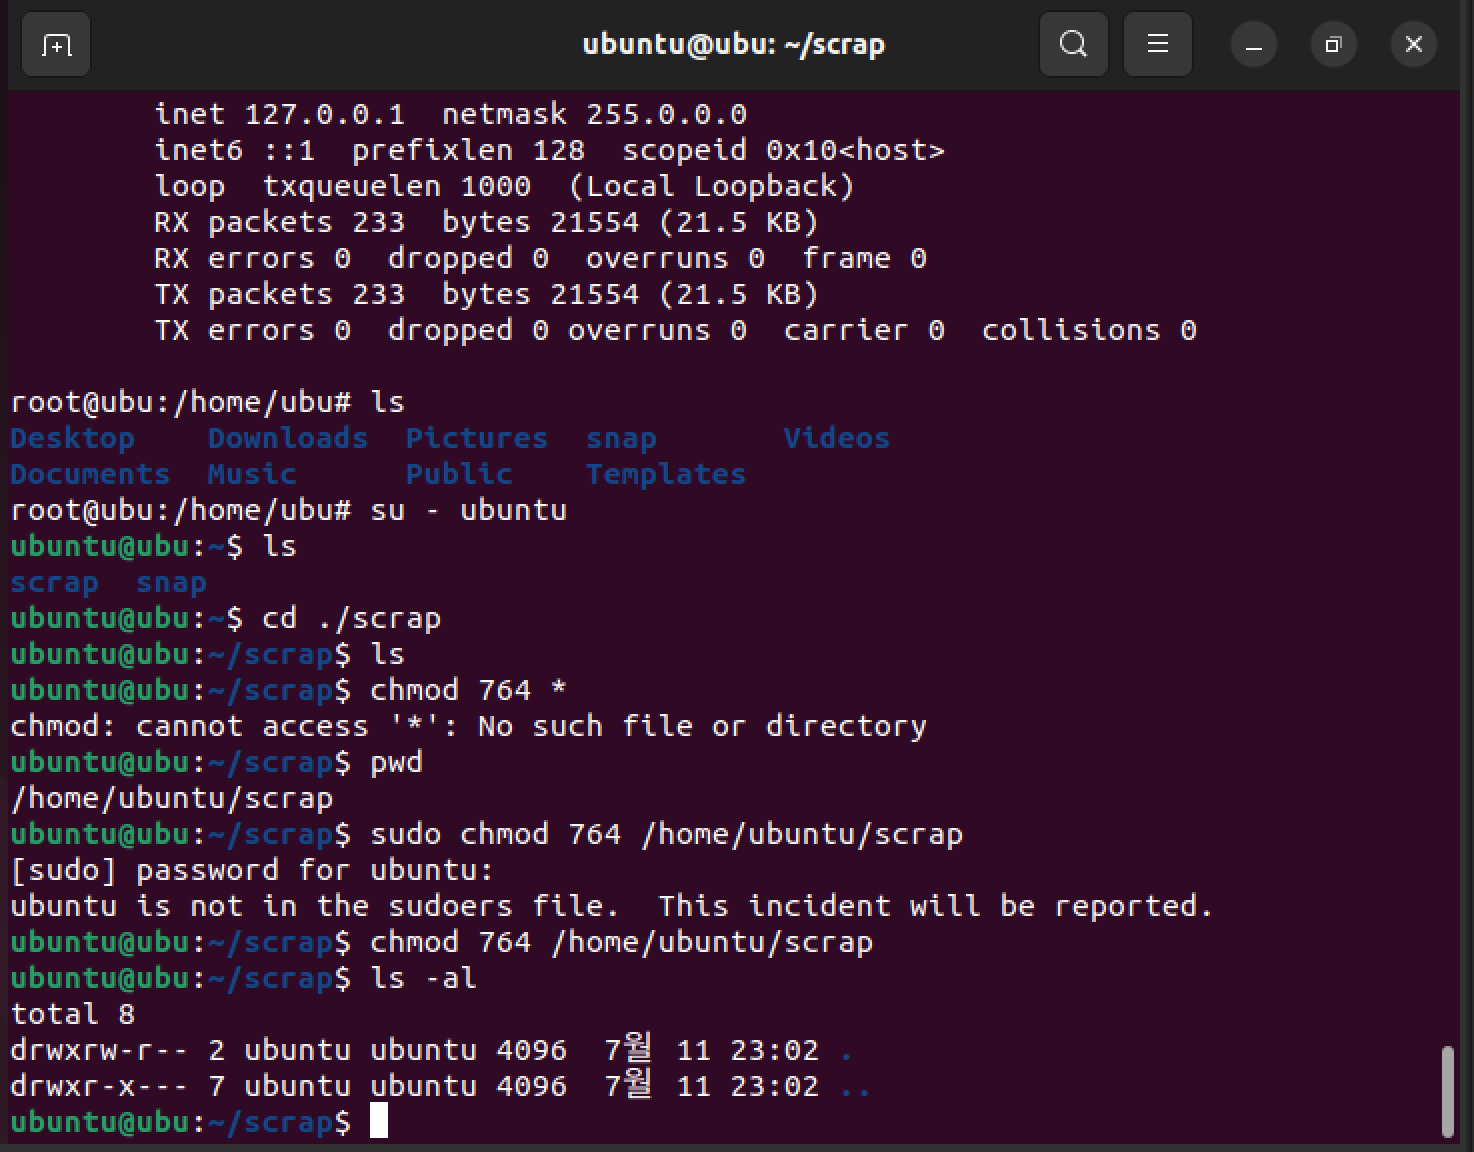 ubuntu@ubu: ~/scrap
inet 127.0.0.1  netmask 255.0.0.0
inet6 ::1  prefixlen 128  scopeid 0x10<host>
loop  txqueuelen 1000  (Local Loopback)
RX packets 233  bytes 21554 (21.5 KB)
RX errors 0  dropped 0  overruns 0  frame 0
TX packets 233  bytes 21554 (21.5 KB)
TX errors 0  dropped 0 overruns 0  carrier 0  collisions 0
root@ubu:/home/ubu# ls
Desktop    Downloads  Pictures  snap       Videos
Documents  Music      Public    Templates
root@ubu:/home/ubu# su - ubuntu
ubuntu@ubu:~$ ls
scrap  snap
ubuntu@ubu:~$ cd ./scrap
ubuntu@ubu:~/scrap$ ls
ubuntu@ubu:~/scrap$ chmod 764 *
chmod: cannot access '*': No such file or directory
ubuntu@ubu:~/scrap$ pwd
/home/ubuntu/scrap
ubuntu@ubu:~/scrap$ sudo chmod 764 /home/ubuntu/scrap
[sudo] password for ubuntu:
ubuntu is not in the sudoers file.  This incident will be reported.
ubuntu@ubu:~/scrap$ chmod 764 /home/ubuntu/scrap
ubuntu@ubu:~/scrap$ ls -al
total 8
drwxrw-r-- 2 ubuntu ubuntu 4096  7월 11 23:02 .
drwxr-x--- 7 ubuntu ubuntu 4096  7월 11 23:02 ..
ubuntu@ubu:~/scrap$